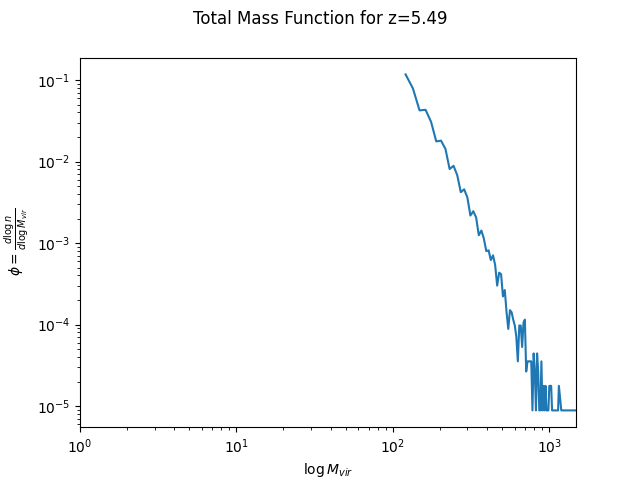 Total Mass Function for z=5.49
ϕ = d log n / d log M_vir
10⁻¹
10⁻²
10⁻³
10⁻⁴
10⁻⁵
10⁰ 10¹ 10² 10³
log M_vir